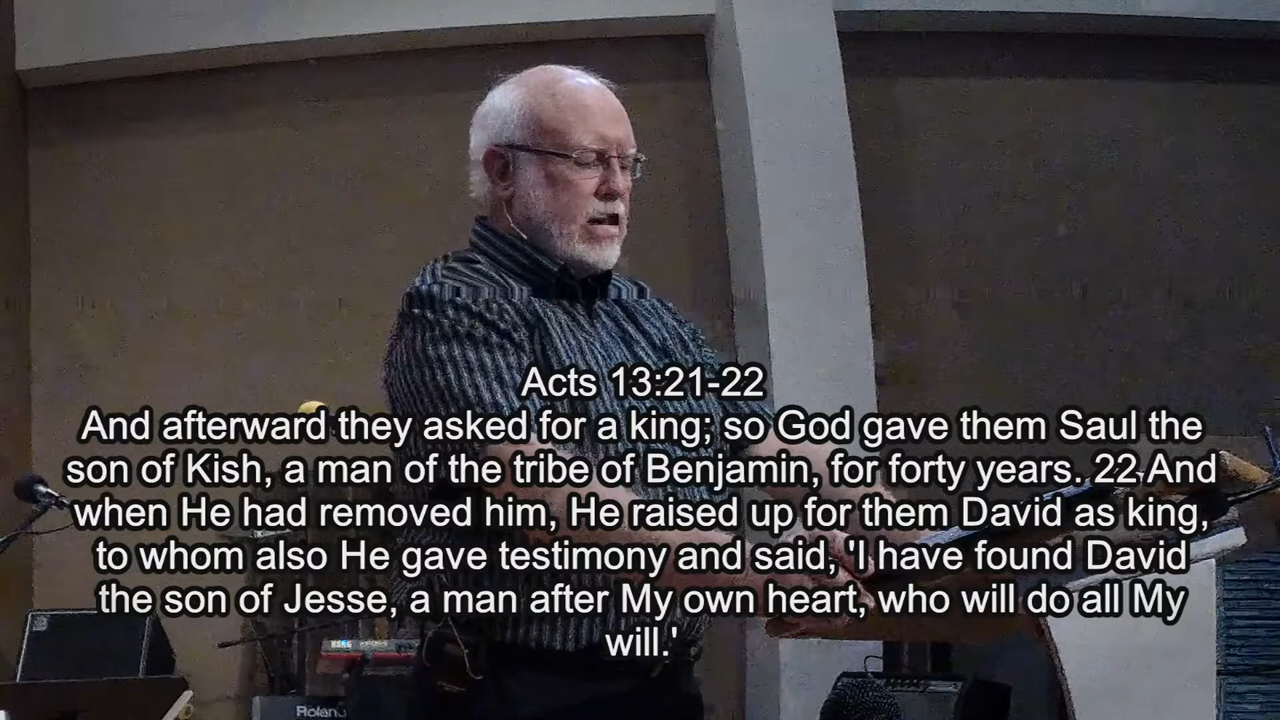 Acts 13:21-22
And afterward they asked for a king; so God gave them Saul the
son of Kish, a man of the tribe of Benjamin, for forty years. 22 And
when He had removed him, He raised up for them David as king,
to whom also He gave testimony and said, 'I have found David
the son of Jesse, a man after My own heart, who will do all My
will.'
KORG
Roland